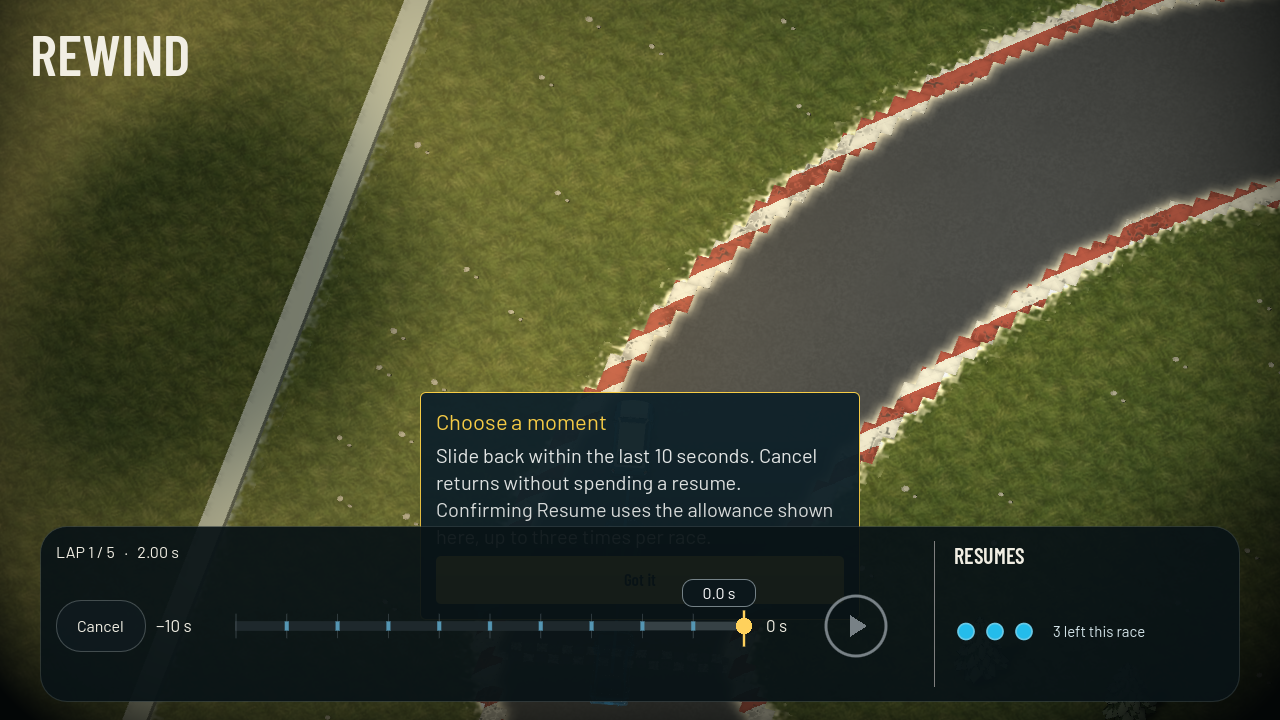 REWIND
Choose a moment
Slide back within the last 10 seconds. Cancel
returns without spending a resume.
Confirming Resume uses the allowance shown
here, up to three times per race.
Got it
LAP 1 / 5 · 2.00 s
RESUMES
0.0 s
Cancel
−10 s
0 s
3 left this race